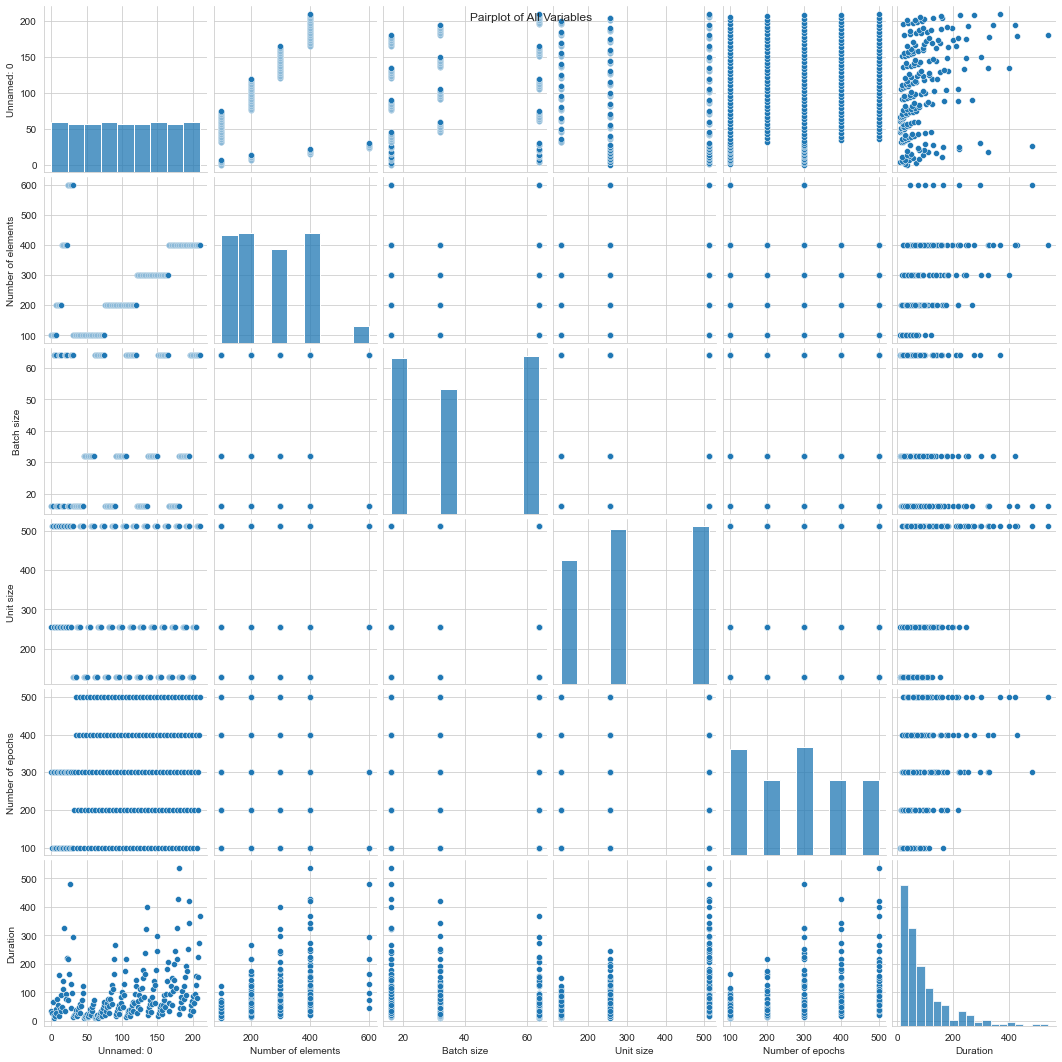 Pairplot of All Variables
200
150
100
50
0
Unnamed: 0
600
500
400
300
200
100
Number of elements
60
50
40
30
20
Batch size
500
400
300
200
Unit size
500
400
300
200
100
Number of epochs
500
400
300
200
100
0
Duration
0 50 100 150 200
200 400 600
20 40 60
200 300 400 500
100 200 300 400 500
0 200 400
Unnamed: 0
Number of elements
Batch size
Unit size
Number of epochs
Duration